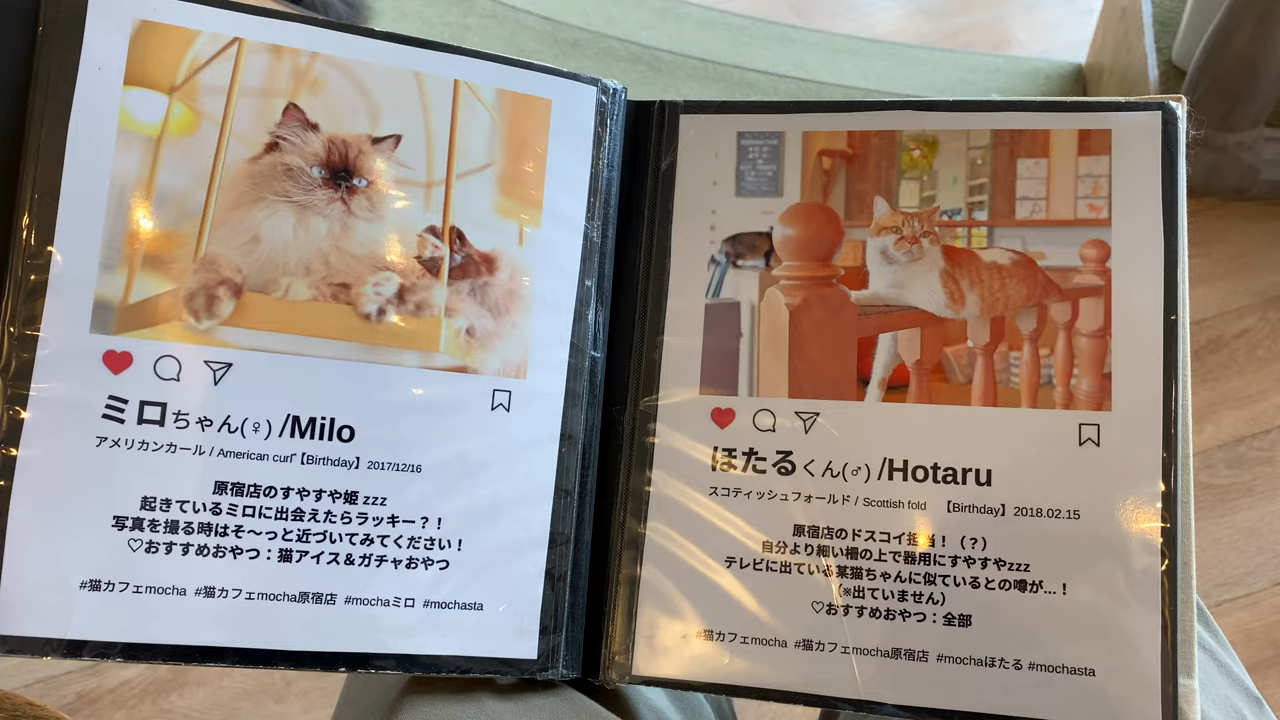 ミロちゃん(♀)/Milo
アメリカンカール / American curl【Birthday】2017/12/16
原宿店のすやすや姫 zzz
起きているミロに出会えたらラッキー？！
写真を撮る時はそ〜っと近づいてみてください！
♡おすすめおやつ：猫アイス＆ガチャおやつ
#猫カフェmocha #猫カフェmocha原宿店 #mochaミロ #mochasta
ほたるくん(♂)/Hotaru
スコティッシュフォールド / Scottish fold 【Birthday】2018.02.15
原宿店のドスコイ担当！（？）
自分より細い柵の上で器用にすやすやzzz
テレビに出ている某猫ちゃんに似ているとの噂が…！
（※出ていません）
♡おすすめおやつ：全部
#猫カフェmocha #猫カフェmocha原宿店 #mochaほたる #mochasta